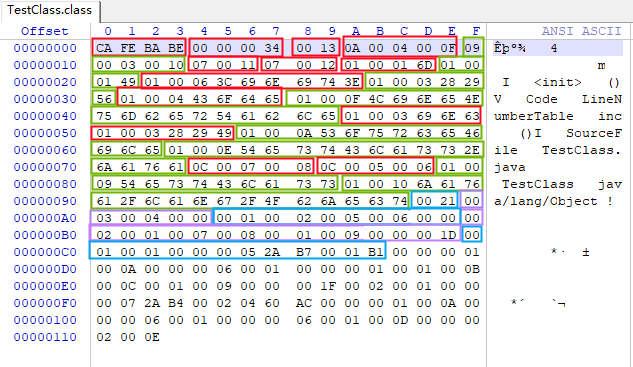 TestClass.class
Offset 0 1 2 3 4 5 6 7 8 9 A B C D E F ANSI ASCII
00000000 CA FE BA BE 00 00 00 34 00 13 0A 00 04 00 0F 09 Êþº¾ 4
00000010 00 03 00 10 07 00 11 07 00 12 01 00 01 6D 01 00 m
00000020 01 49 01 00 06 3C 69 6E 69 74 3E 01 00 03 28 29 I <init> ()
00000030 56 01 00 04 43 6F 64 65 01 00 0F 4C 69 6E 65 4E V Code LineN
00000040 75 6D 62 65 72 54 61 62 6C 65 01 00 03 69 6E 63 umberTable inc
00000050 01 00 03 28 29 49 01 00 0A 53 6F 75 72 63 65 46 ()I SourceF
00000060 69 6C 65 01 00 0E 54 65 73 74 43 6C 61 73 73 2E ile TestClass.
00000070 6A 61 76 61 0C 00 07 00 08 0C 00 05 00 06 01 00 java
00000080 09 54 65 73 74 43 6C 61 73 73 01 00 10 6A 61 76 TestClass jav
00000090 61 2F 6C 61 6E 67 2F 4F 62 6A 65 63 74 00 21 00 a/lang/Object !
000000A0 03 00 04 00 00 00 01 00 02 00 05 00 06 00 00 00
000000B0 02 00 01 00 07 00 08 00 01 00 09 00 00 00 1D 00
000000C0 01 00 01 00 00 00 05 2A B7 00 01 B1 00 00 00 01 *· ±
000000D0 00 0A 00 00 00 06 00 01 00 00 00 01 00 01 00 0B
000000E0 00 0C 00 01 00 09 00 00 00 1F 00 02 00 01 00 00
000000F0 00 07 2A B4 00 02 04 60 AC 00 00 00 01 00 0A 00 *´ `¬
00000100 00 00 06 00 01 00 00 00 06 00 01 00 0D 00 00 00
00000110 02 00 0E